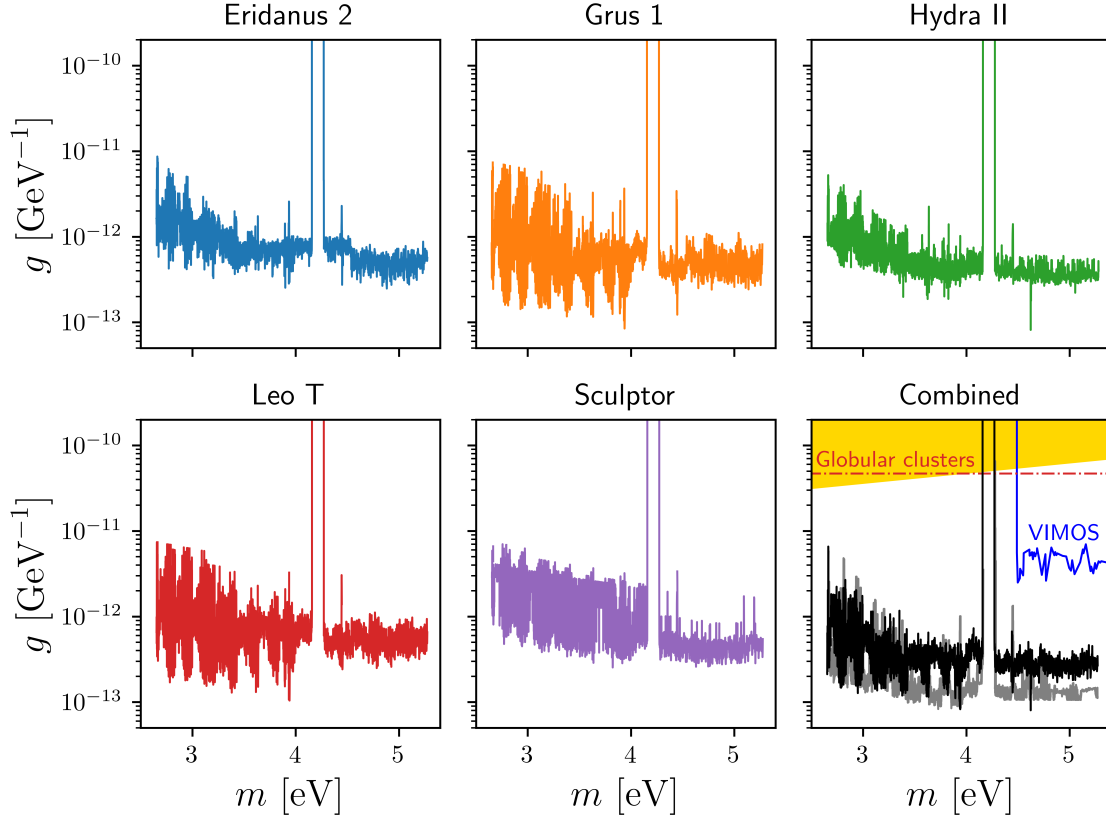 Eridanus 2
Grus 1
Hydra II
g [GeV⁻¹]
10⁻¹⁰
10⁻¹¹
10⁻¹²
10⁻¹³
Leo T
Sculptor
Combined
g [GeV⁻¹]
10⁻¹⁰
10⁻¹¹
10⁻¹²
10⁻¹³
Globular clusters
VIMOS
3 4 5
3 4 5
3 4 5
m [eV]
m [eV]
m [eV]